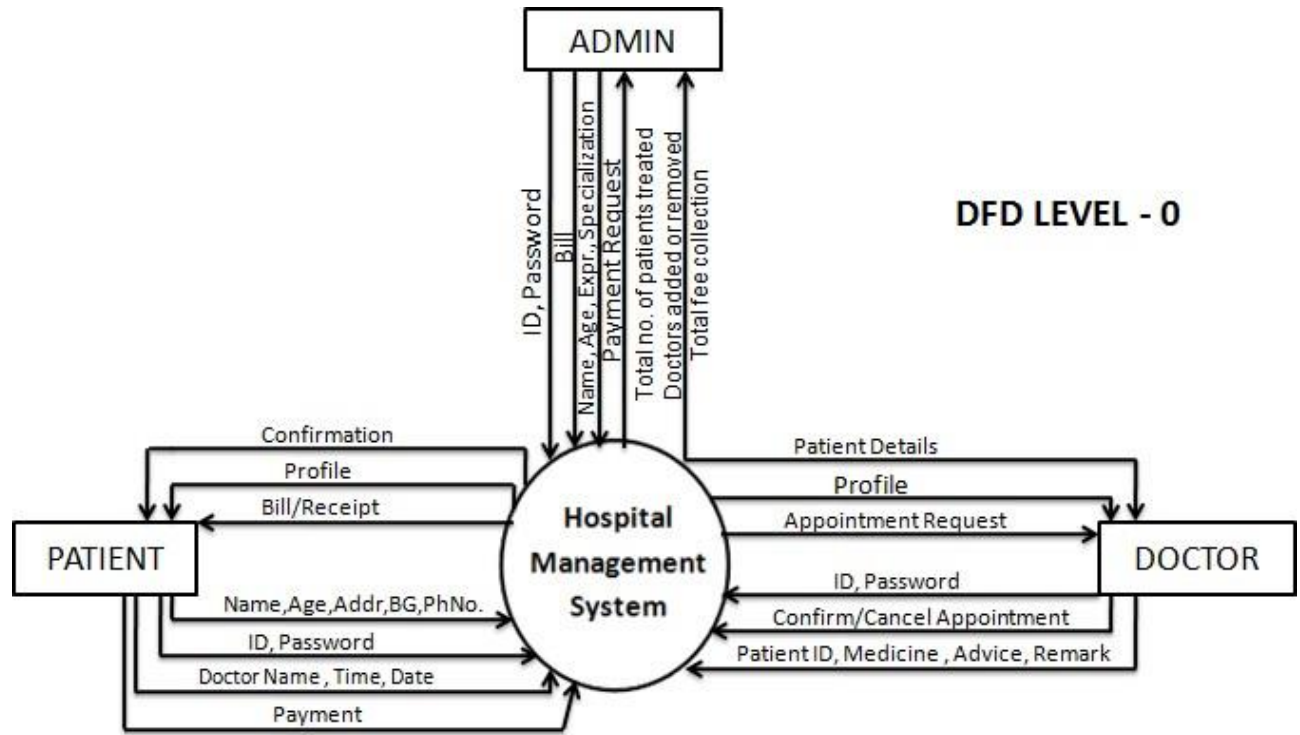 ADMIN
ID, Password
Bill
Name, Age, Expr., Specialization
Payment Request
Total no. of patients treated
Doctors added or removed
Total fee collection
DFD LEVEL - 0
Confirmation
Profile
Bill/Receipt
PATIENT
Name,Age,Addr,BG,PhNo.
ID, Password
Doctor Name , Time, Date
Payment
Hospital
Management
System
Patient Details
Profile
Appointment Request
DOCTOR
ID, Password
Confirm/Cancel Appointment
Patient ID, Medicine , Advice, Remark